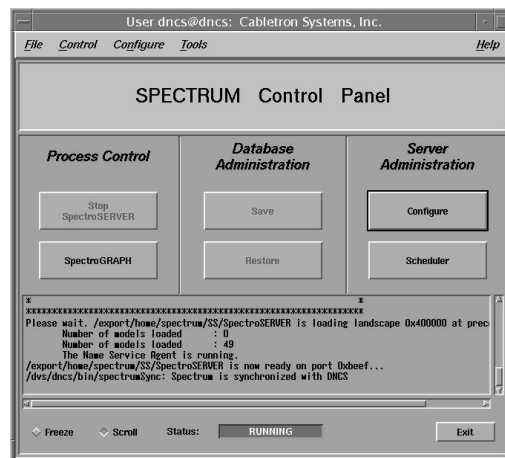 User dncs@dncs: Cabletron Systems, Inc.
File Control Configure Tools Help
SPECTRUM Control Panel
Process Control
Database
Administration
Server
Administration
Stop
SpectroSERVER
Save
Configure
SpectroGRAPH
Restore
Scheduler
* *
*****************************************************************
Please wait. /export/home/spectrum/SS/SpectroSERVER is loading landscape 0x400000 at prec
Number of models loaded : 0
Number of models loaded : 49
The Name Service Agent is running.
/export/home/spectrum/SS/SpectroSERVER is now ready on port 0xbeef...
/dvs/dncs/bin/spectrumSync: Spectrum is synchronized with DNCS
Freeze Scroll Status: RUNNING Exit